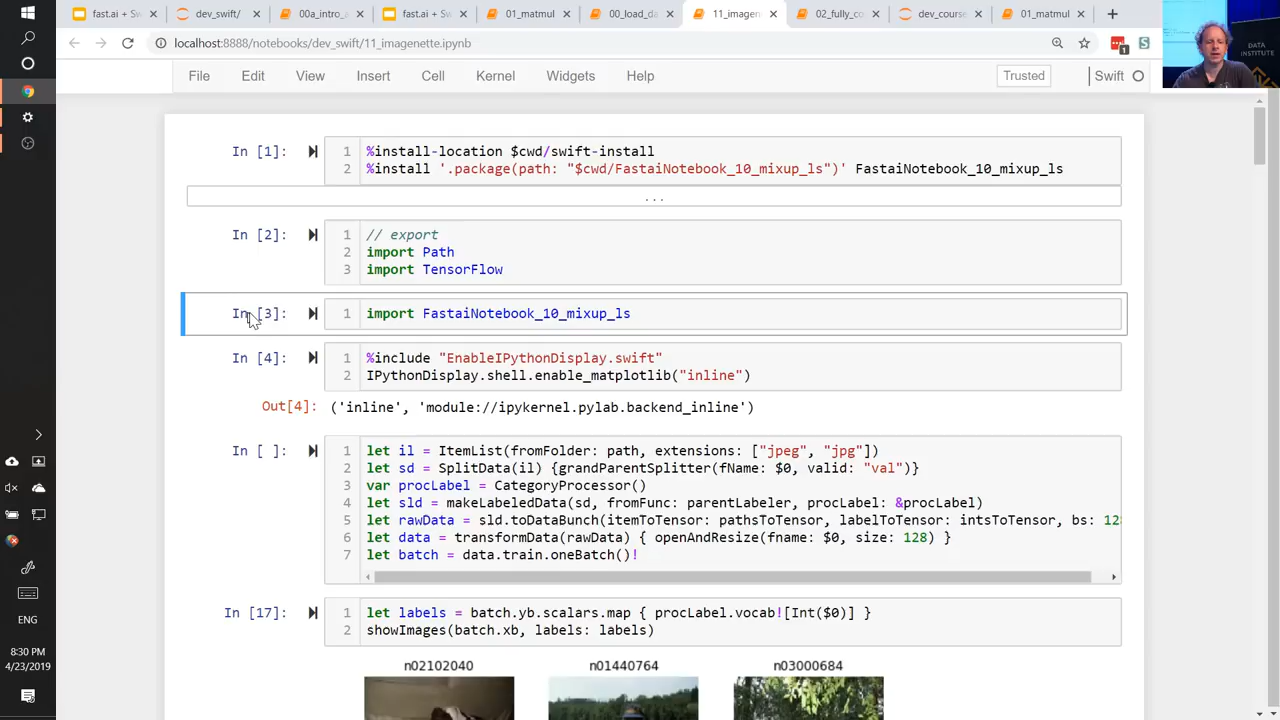 fast.ai
dev_swift/
00a_intro_a
fast.ai + Sw
01_matmul
00_load_da
11_imagen
02_fully_co
dev_course
01_matmul
localhost:8888/notebooks/dev_swift/11_imagenette.ipynb
1
S
DATA
INSTITUTE
File Edit View Insert Cell Kernel Widgets Help
Trusted
Swift
In [1]:
1 %install-location $cwd/swift-install
2 %install '.package(path: "$cwd/FastaiNotebook_10_mixup_ls")' FastaiNotebook_10_mixup_ls
...
In [2]:
1 // export
2 import Path
3 import TensorFlow
In [3]:
1 import FastaiNotebook_10_mixup_ls
In [4]:
1 %include "EnableIPythonDisplay.swift"
2 IPythonDisplay.shell.enable_matplotlib("inline")
Out[4]: ('inline', 'module://ipykernel.pylab.backend_inline')
In [ ]:
1 let il = ItemList(fromFolder: path, extensions: ["jpeg", "jpg"])
2 let sd = SplitData(il) {grandParentSplitter(fName: $0, valid: "val")}
3 var procLabel = CategoryProcessor()
4 let sld = makeLabeledData(sd, fromFunc: parentLabeler, procLabel: &procLabel)
5 let rawData = sld.toDataBunch(itemToTensor: pathsToTensor, labelToTensor: intsToTensor, bs: 12
6 let data = transformData(rawData) { openAndResize(fname: $0, size: 128) }
7 let batch = data.train.oneBatch()!
In [17]:
1 let labels = batch.yb.scalars.map { procLabel.vocab![Int($0)] }
2 showImages(batch.xb, labels: labels)
n02102040 n01440764 n03000684
ENG
8:30 PM
4/23/2019